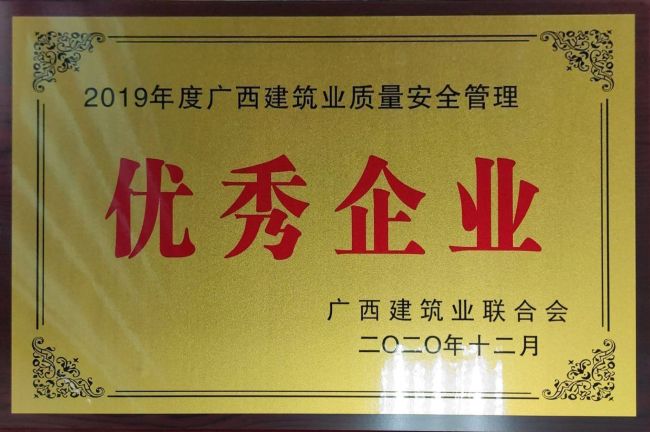 2019年度广西建筑业质量安全管理
优秀企业
广西建筑业联合会
二〇二〇年十二月